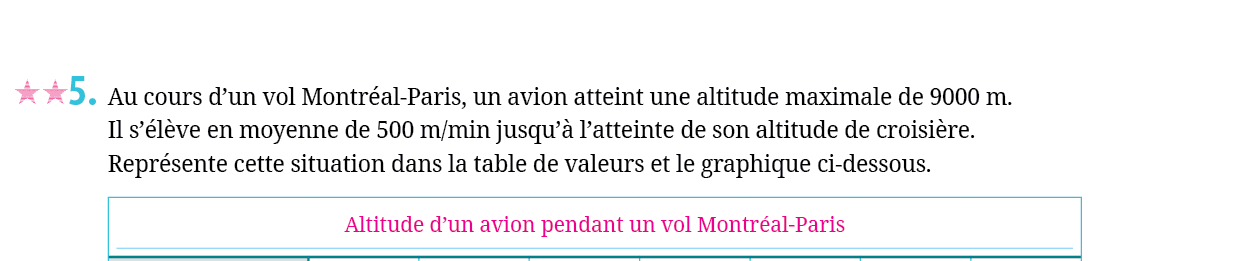 5. Au cours d’un vol Montréal-Paris, un avion atteint une altitude maximale de 9000 m.
Il s’élève en moyenne de 500 m/min jusqu’à l’atteinte de son altitude de croisière.
Représente cette situation dans la table de valeurs et le graphique ci-dessous.
Altitude d’un avion pendant un vol Montréal-Paris